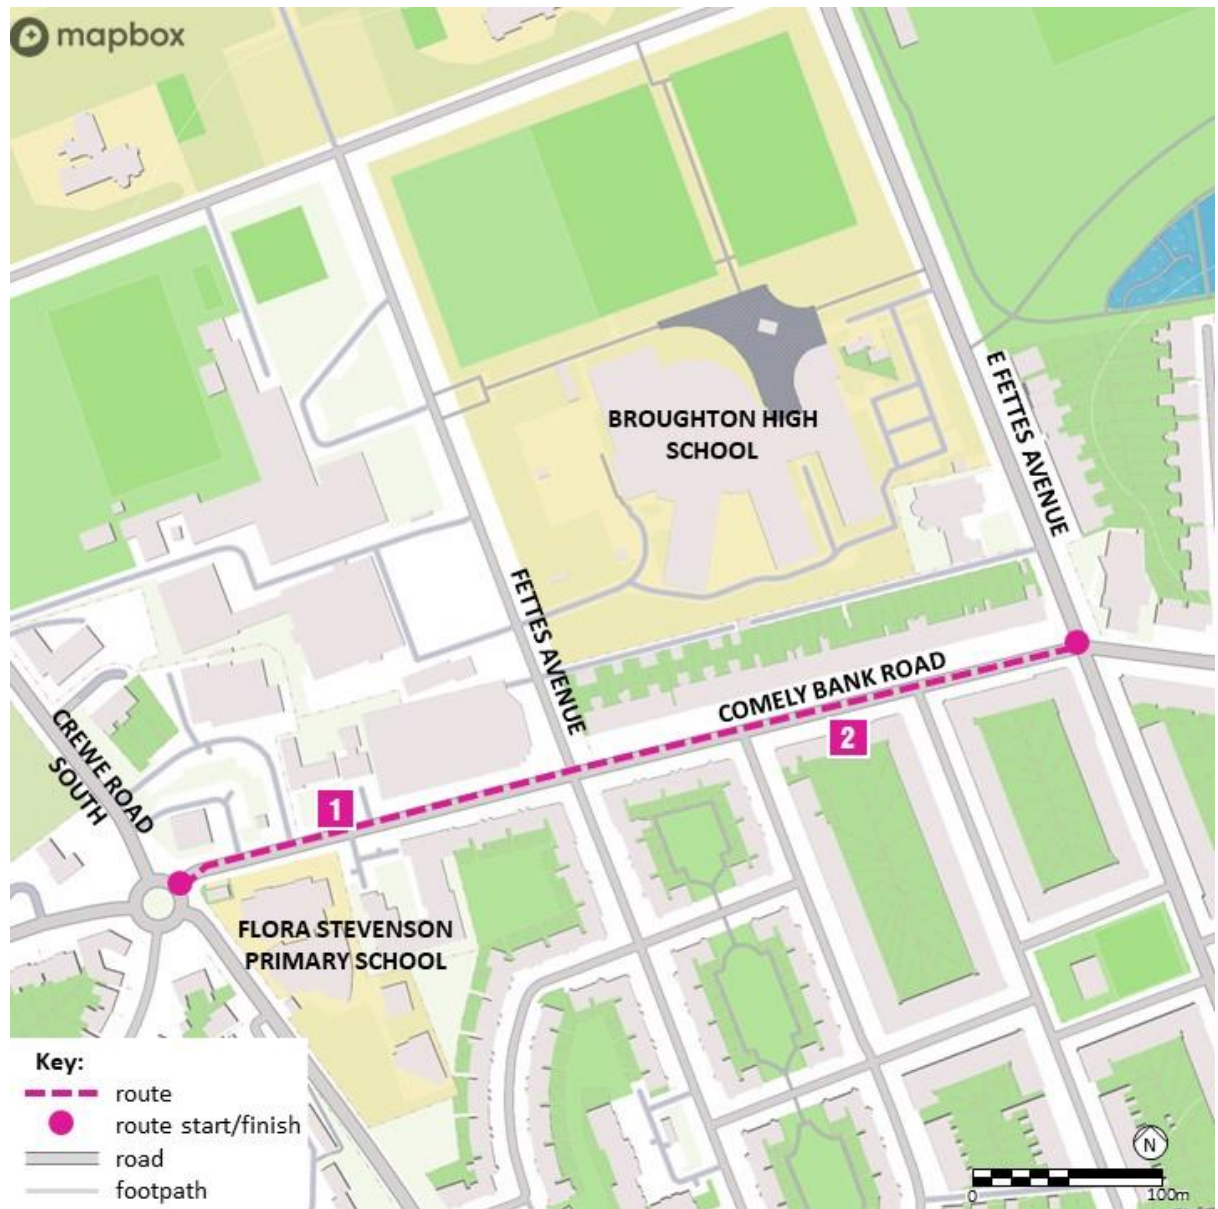 mapbox
BROUGHTON HIGH
SCHOOL
E FETTES AVENUE
FETTES AVENUE
COMELY BANK ROAD
2
CREWE ROAD
SOUTH
1
FLORA STEVENSON
PRIMARY SCHOOL
Key:
route
route start/finish
road
footpath
N
0
100m